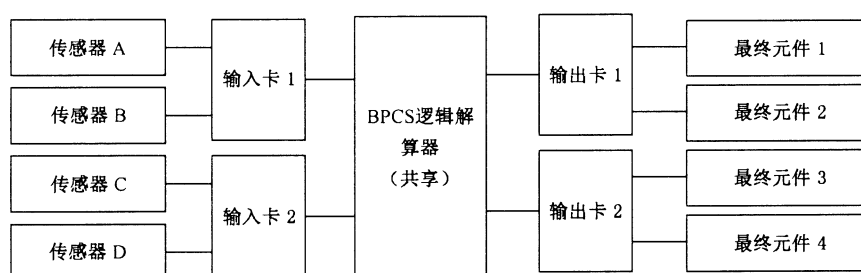 传感器 A
传感器 B
传感器 C
传感器 D
输入卡 1
输入卡 2
BPCS逻辑解
算器
（共享）
输出卡 1
输出卡 2
最终元件 1
最终元件 2
最终元件 3
最终元件 4